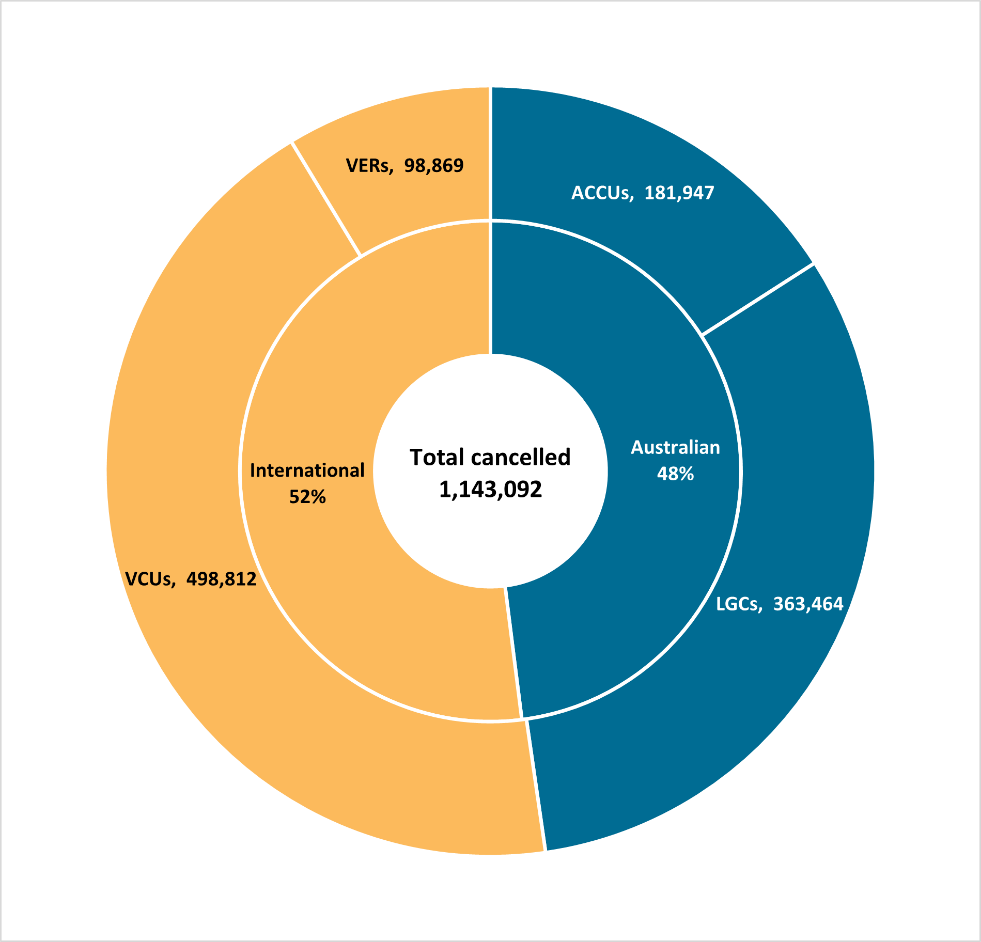 VERs, 98,869
ACCUs, 181,947
Total cancelled
1,143,092
Australian
48%
International
52%
VCUs, 498,812
LGCs, 363,464